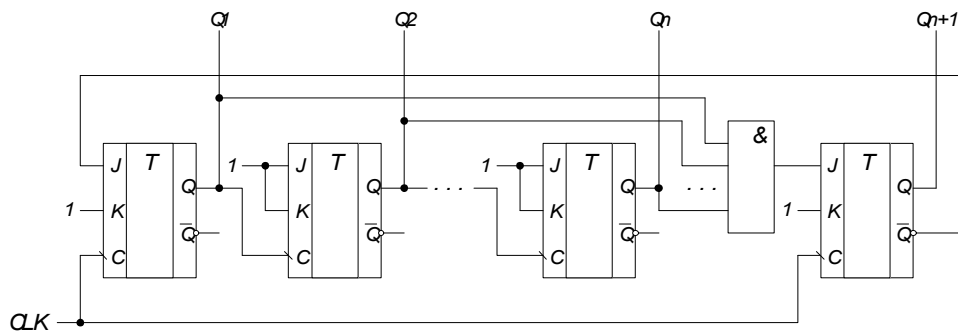 Q1 Q2 Qn Qn+1
&
J T J T J T J T
1 1
Q Q . . . Q . . . Q
1 K K K 1 K
Q Q Q Q
C C C C
CLK